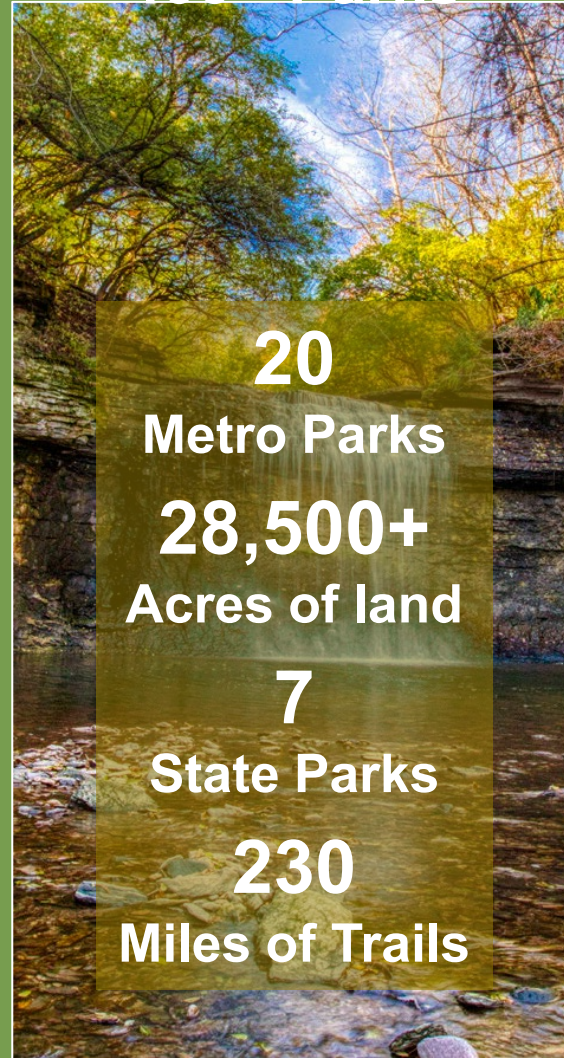 20
Metro Parks
28,500+
Acres of land
7
State Parks
230
Miles of Trails